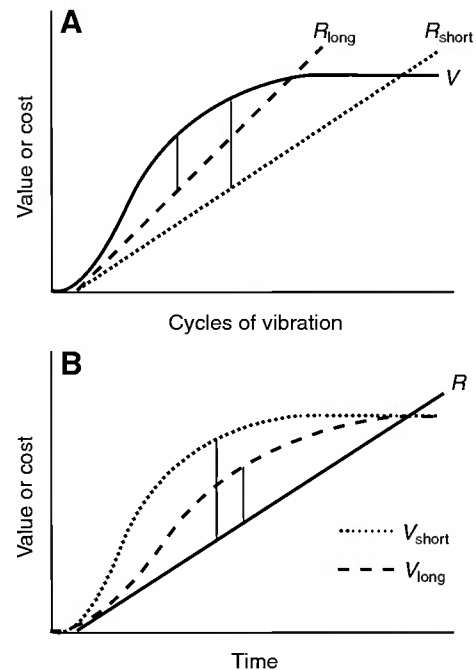 A
R_long
R_short
V
Value or cost
Cycles of vibration
B
R
Value or cost
V_short
V_long
Time